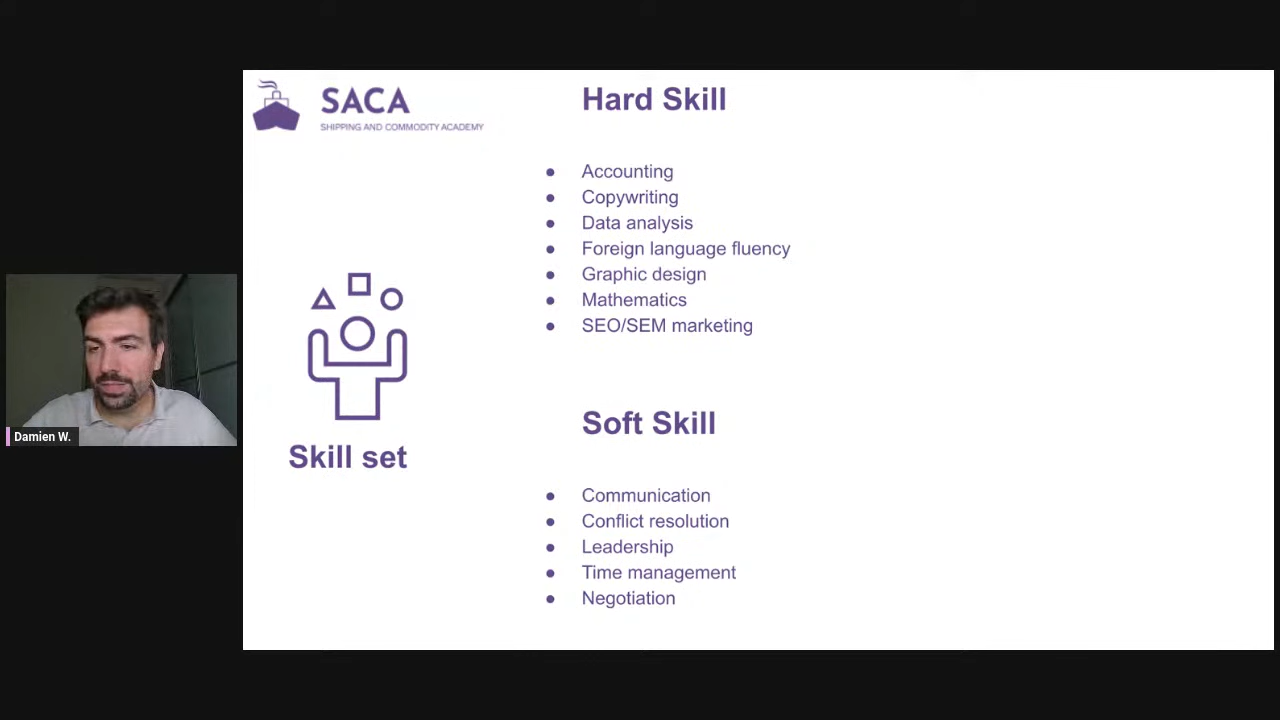 SACA
SHIPPING AND COMMODITY ACADEMY
Hard Skill
● Accounting
● Copywriting
● Data analysis
● Foreign language fluency
● Graphic design
● Mathematics
● SEO/SEM marketing
Damien W.
Skill set
Soft Skill
● Communication
● Conflict resolution
● Leadership
● Time management
● Negotiation